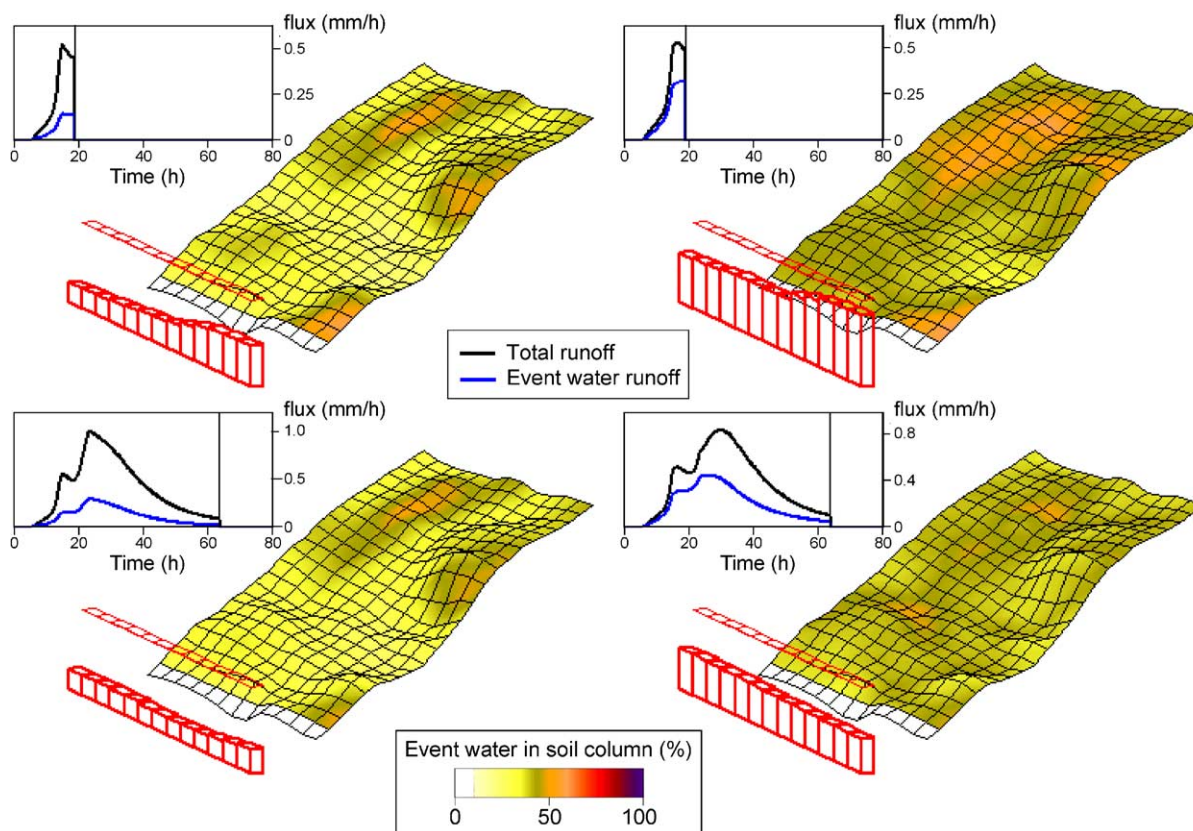 flux (mm/h)
0.5
0.25
0
0 20 40 60 80
Time (h)
flux (mm/h)
0.5
0.25
0
0 20 40 60 80
Time (h)
Total runoff
Event water runoff
flux (mm/h)
1.0
0.5
0
0 20 40 60 80
Time (h)
flux (mm/h)
0.8
0.4
0
0 20 40 60 80
Time (h)
Event water in soil column (%)
0 50 100